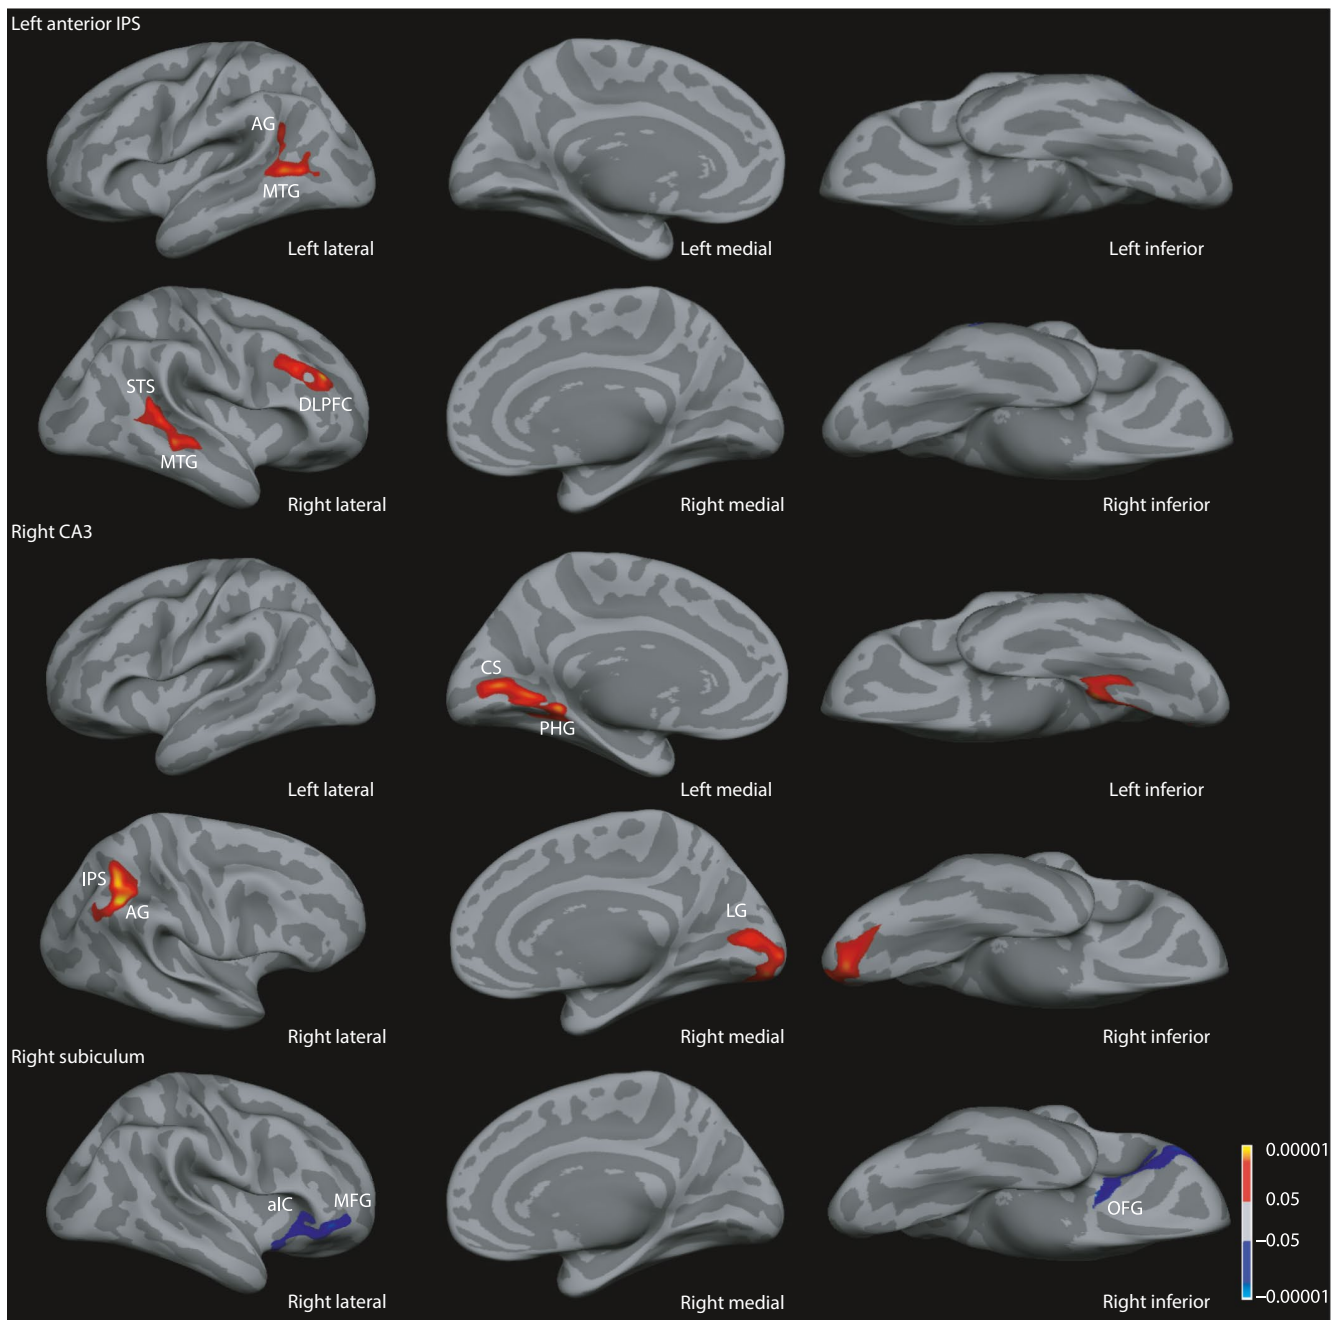 Left anterior IPS
AG
MTG
Left lateral
Left medial
Left inferior
STS
DLPFC
MTG
Right lateral
Right medial
Right inferior
Right CA3
CS
PHG
Left lateral
Left medial
Left inferior
IPS
AG
LG
Right lateral
Right medial
Right inferior
Right subiculum
aIC
MFG
OFG
Right lateral
Right medial
Right inferior
0.00001
0.05
−0.05
−0.00001